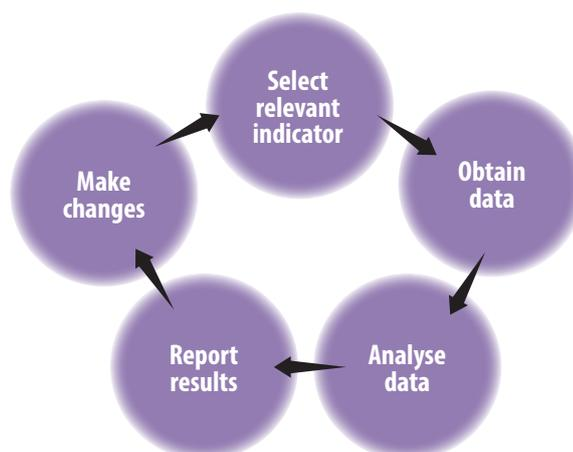 Select
relevant
indicator
Obtain
data
Analyse
data
Report
results
Make
changes